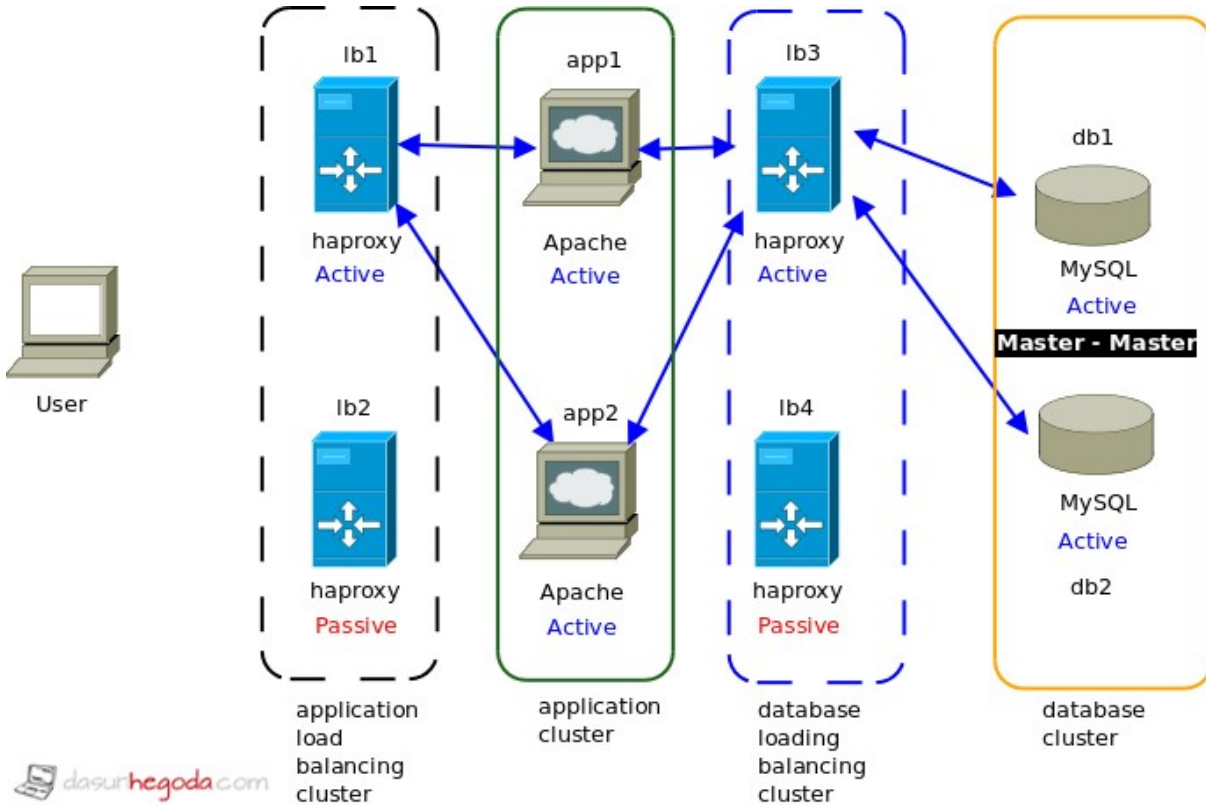 lb1
haproxy
Active
lb2
haproxy
Passive
application
load
balancing
cluster
app1
Apache
Active
app2
Apache
Active
application
cluster
lb3
haproxy
Active
lb4
haproxy
Passive
database
loading
balancing
cluster
db1
MySQL
Active
Master - Master
MySQL
Active
db2
database
cluster
User
dasunhegoda.com